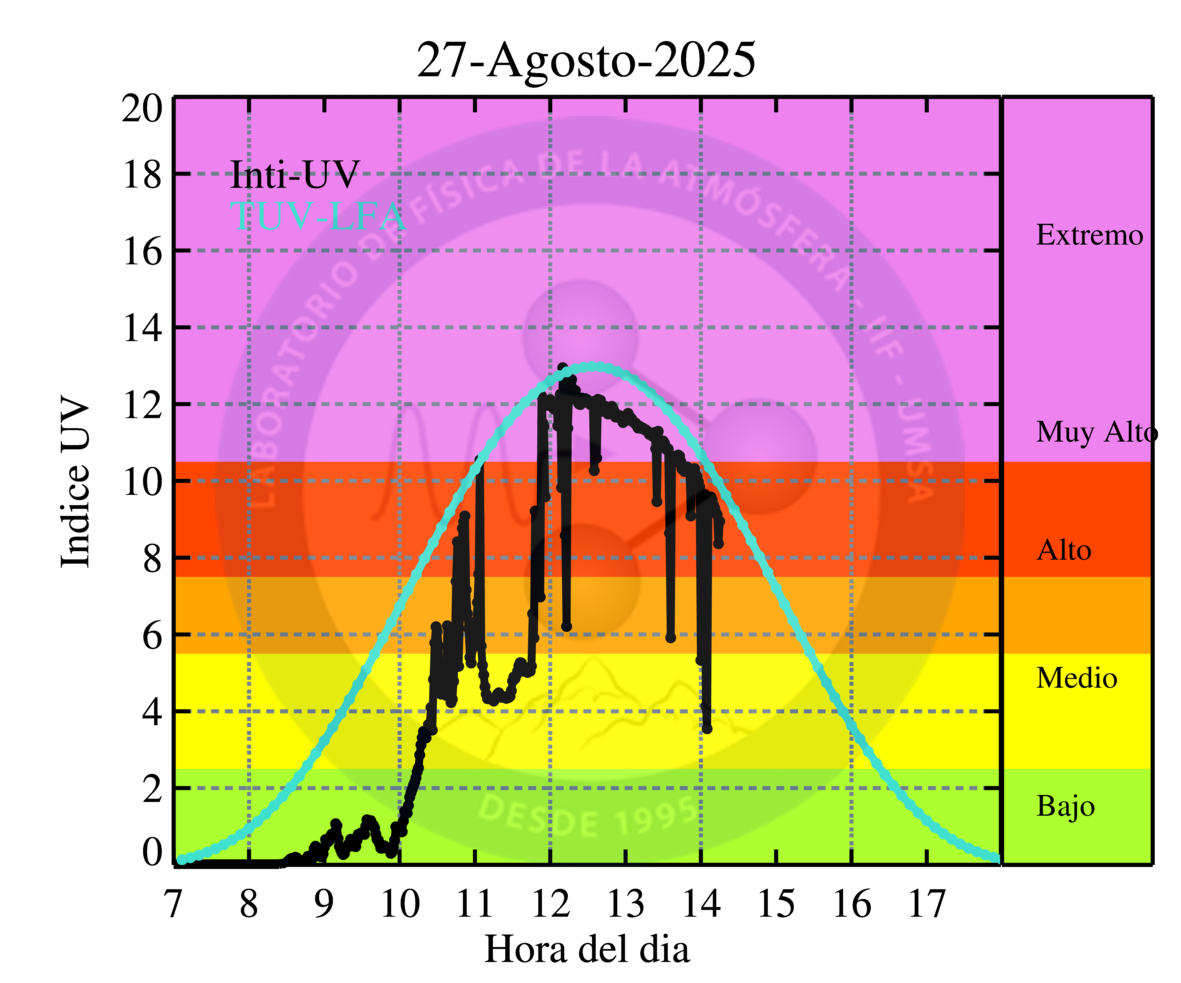 27-Agosto-2025
20
18
16
14
12
10
8
6
4
2
0
Indice UV
Inti-UV
TUV-LFA
LABORATORIO DE FÍSICA DE LA ATMÓSFERA - IIF - UMSA
DESDE 1995
Extremo
Muy Alto
Alto
Medio
Bajo
7 8 9 10 11 12 13 14 15 16 17
Hora del dia